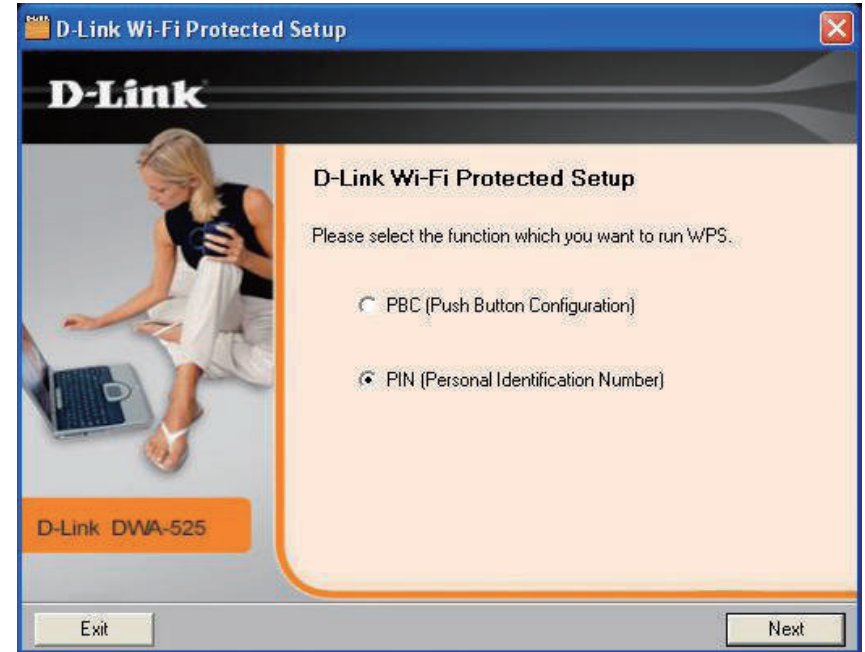 D-Link Wi-Fi Protected Setup
D-Link
D-Link Wi-Fi Protected Setup
Please select the function which you want to run WPS.
PBC (Push Button Configuration)
PIN (Personal Identification Number)
D-Link DWA-525
Exit
Next